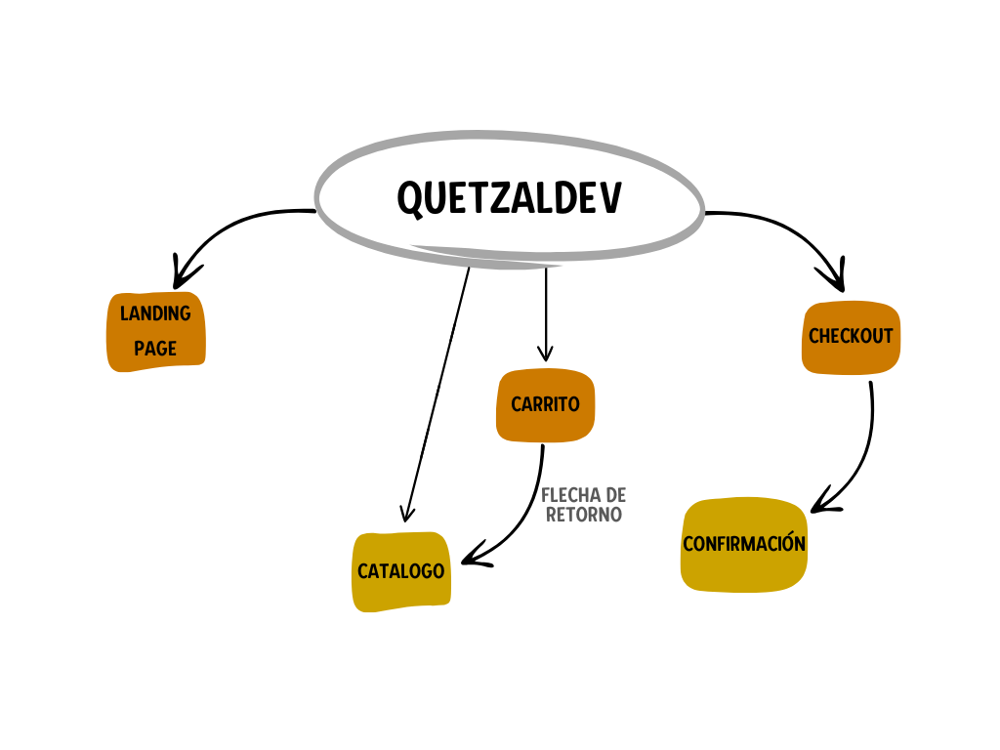 QUETZALDEV
LANDING
PAGE
CHECKOUT
CARRITO
FLECHA DE
RETORNO
CATALOGO
CONFIRMACIÓN